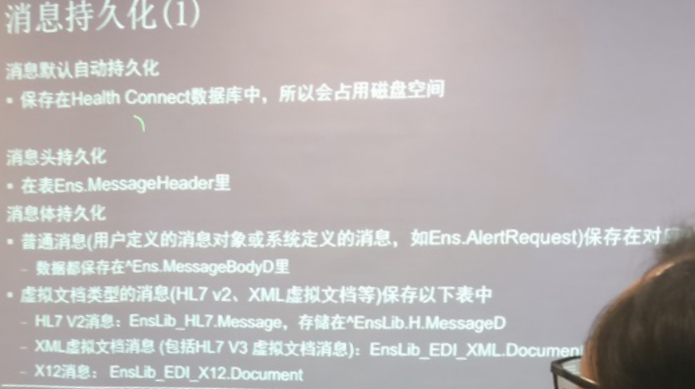 消息持久化(1)
消息默认自动持久化
▪ 保存在Health Connect数据库中，所以会占用磁盘空间
消息头持久化
▪ 在表Ens.MessageHeader里
消息体持久化
▪ 普通消息(用户定义的消息对象或系统定义的消息，如Ens.AlertRequest)保存在对
– 数据都保存在^Ens.MessageBodyD里
▪ 虚拟文档类型的消息(HL7 v2、XML虚拟文档等)保存以下表中
– HL7 V2消息：EnsLib_HL7.Message，存储在^EnsLib.H.MessageD
– XML虚拟文档消息 (包括HL7 V3 虚拟文档消息)：EnsLib_EDI_XML.Document
– X12消息： EnsLib_EDI_X12.Document